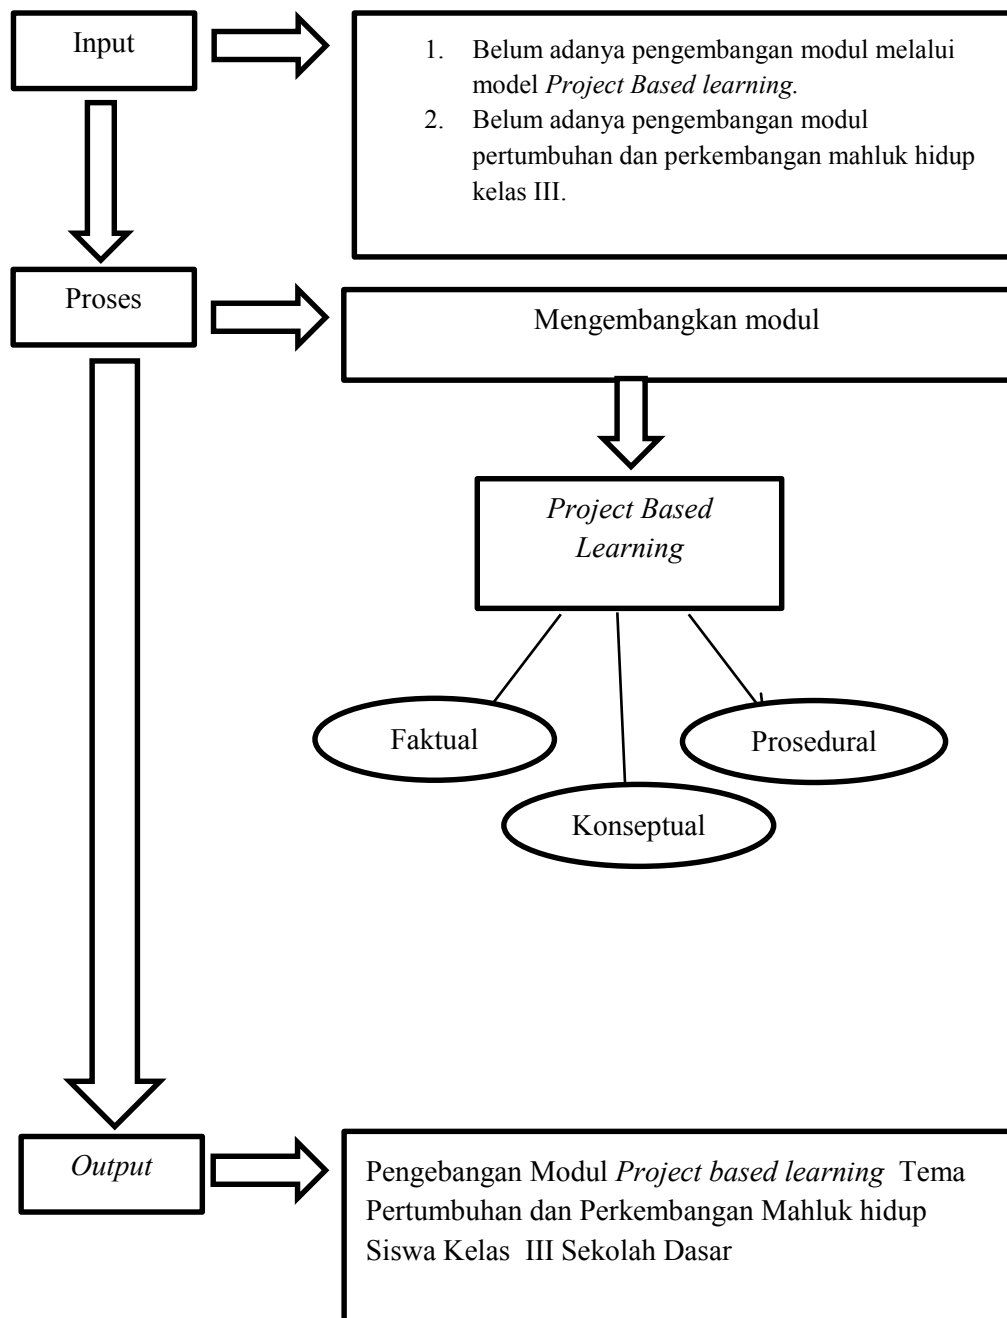 Input
1. Belum adanya pengembangan modul melalui
model Project Based learning.
2. Belum adanya pengembangan modul
pertumbuhan dan perkembangan mahluk hidup
kelas III.
Proses
Mengembangkan modul
Project Based
Learning
Faktual
Prosedural
Konseptual
Output
Pengebangan Modul Project based learning Tema
Pertumbuhan dan Perkembangan Mahluk hidup
Siswa Kelas III Sekolah Dasar